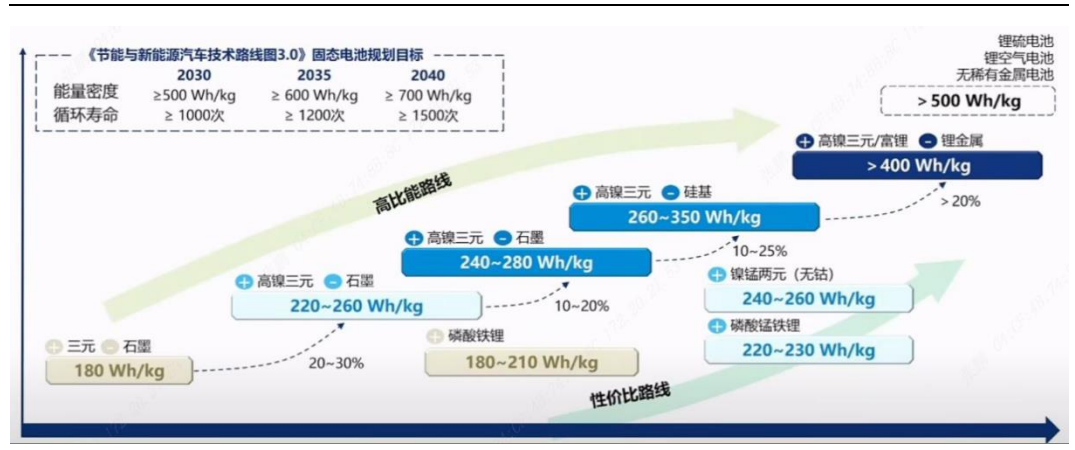 《节能与新能源汽车技术路线图3.0》固态电池规划目标
2030 2035 2040
能量密度 ≥500 Wh/kg ≥ 600 Wh/kg ≥ 700 Wh/kg
循环寿命 ≥ 1000次 ≥ 1200次 ≥ 1500次
锂硫电池
锂空气电池
无稀有金属电池
> 500 Wh/kg
+ 高镍三元/富锂 - 锂金属
> 400 Wh/kg
> 20%
高比能路线
+ 高镍三元 - 硅基
260~350 Wh/kg
10~25%
+ 高镍三元 - 石墨
240~280 Wh/kg
10~20%
+ 高镍三元 - 石墨
220~260 Wh/kg
20~30%
+ 三元 - 石墨
180 Wh/kg
+ 磷酸铁锂
180~210 Wh/kg
+ 镍锰两元（无钴）
240~260 Wh/kg
+ 磷酸锰铁锂
220~230 Wh/kg
性价比路线